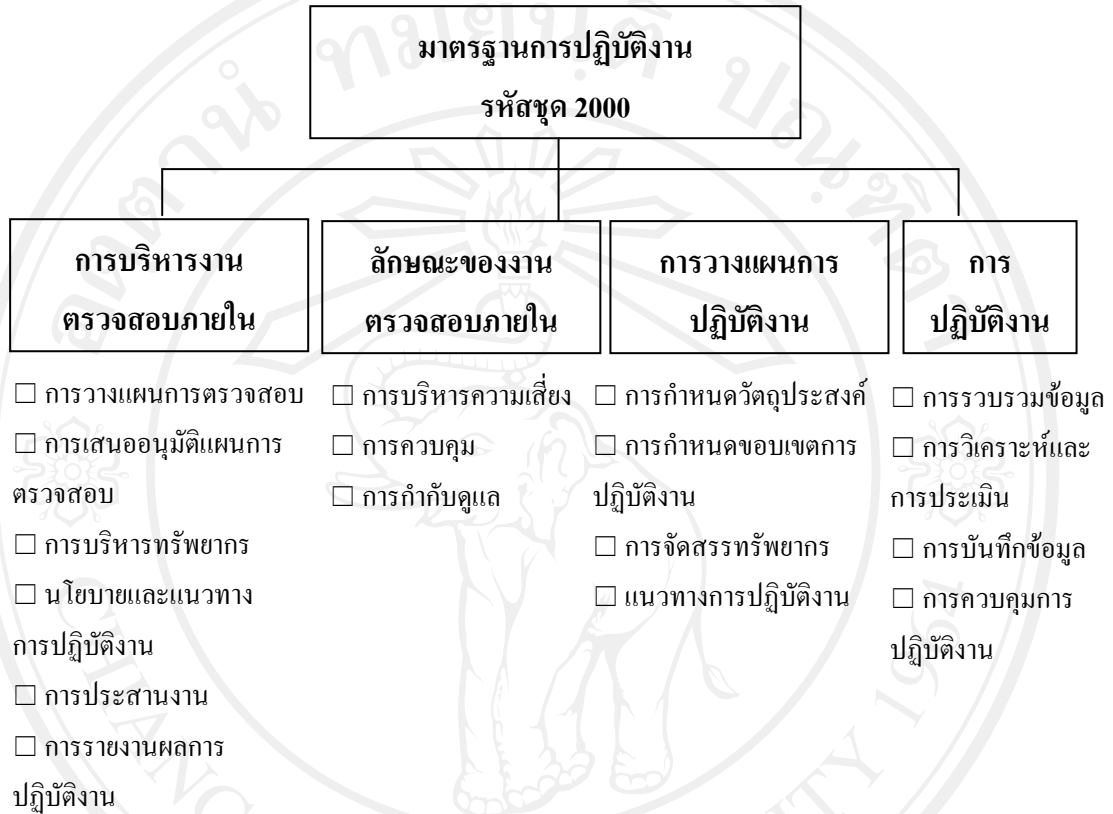 มาตรฐานการปฏิบัติงาน
รหัสชุด 2000
การบริหารงาน
ตรวจสอบภายใน
ลักษณะของงาน
ตรวจสอบภายใน
การวางแผนการ
ปฏิบัติงาน
การ
ปฏิบัติงาน
☐ การวางแผนการตรวจสอบ
☐ การเสนออนุมัติแผนการ
ตรวจสอบ
☐ การบริหารทรัพยากร
☐ นโยบายและแนวทาง
การปฏิบัติงาน
☐ การประสานงาน
☐ การรายงานผลการ
ปฏิบัติงาน
☐ การบริหารความเสี่ยง
☐ การควบคุม
☐ การกำกับดูแล
☐ การกำหนดวัตถุประสงค์
☐ การกำหนดขอบเขตการ
ปฏิบัติงาน
☐ การจัดสรรทรัพยากร
☐ แนวทางการปฏิบัติงาน
☐ การรวบรวมข้อมูล
☐ การวิเคราะห์และ
การประเมิน
☐ การบันทึกข้อมูล
☐ การควบคุมการ
ปฏิบัติงาน